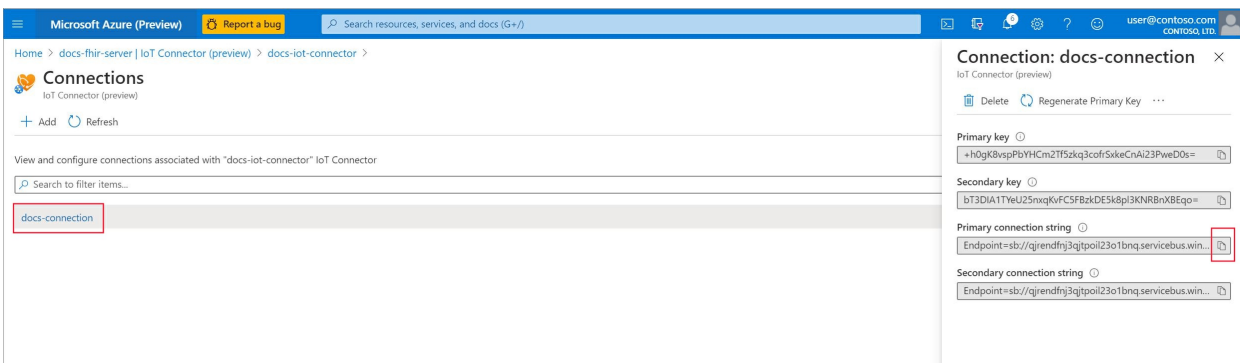 Microsoft Azure (Preview)
Report a bug
Search resources, services, and docs (G+/)
6
user@contoso.com
CONTOSO, LTD.
Home > docs-fhir-server | IoT Connector (preview) > docs-iot-connector >
Connections
IoT Connector (preview)
Add
Refresh
View and configure connections associated with "docs-iot-connector" IoT Connector
Search to filter items...
docs-connection
Connection: docs-connection
IoT Connector (preview)
Delete
Regenerate Primary Key
Primary key
+h0gK8vspPbYHCm2Tf5zkq3cofrSxkeCnAi23PweD0s=
Secondary key
bT3DIA1TYeU25nxqKvFC5FBzkDE5k8pl3KNRBnXBEqo=
Primary connection string
Endpoint=sb://qjrendfnj3qjtpoil23o1bnq.servicebus.win...
Secondary connection string
Endpoint=sb://qjrendfnj3qjtpoil23o1bnq.servicebus.win...